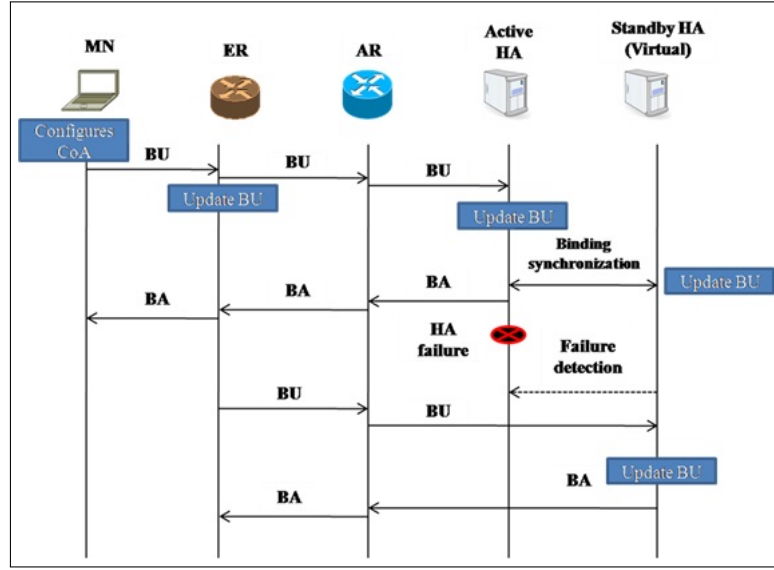 MN
ER
AR
Active
HA
Standby HA
(Virtual)
Configures
CoA
BU
BU
BU
Update BU
Update BU
Binding
synchronization
Update BU
BA
BA
BA
HA
failure
Failure
detection
BU
BU
Update BU
BA
BA